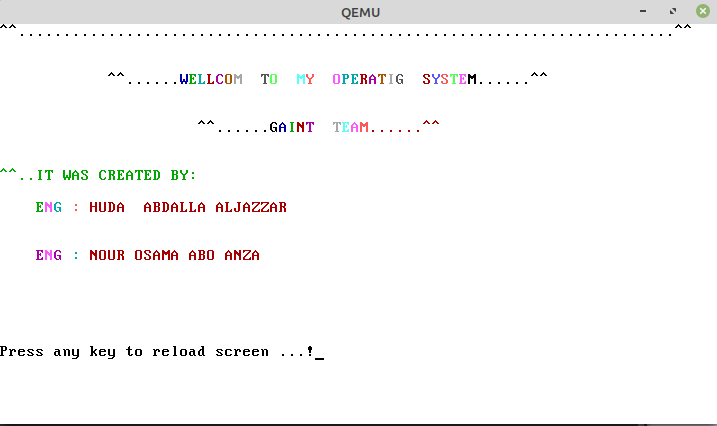 QEMU
^^.........................................................................^^
^^......WELLCOM TO MY OPERATIG SYSTEM......^^
^^......GAINT TEAM......^^
^^..IT WAS CREATED BY:
ENG : HUDA ABDALLA ALJAZZAR
ENG : NOUR OSAMA ABO ANZA
Press any key to reload screen ...!_